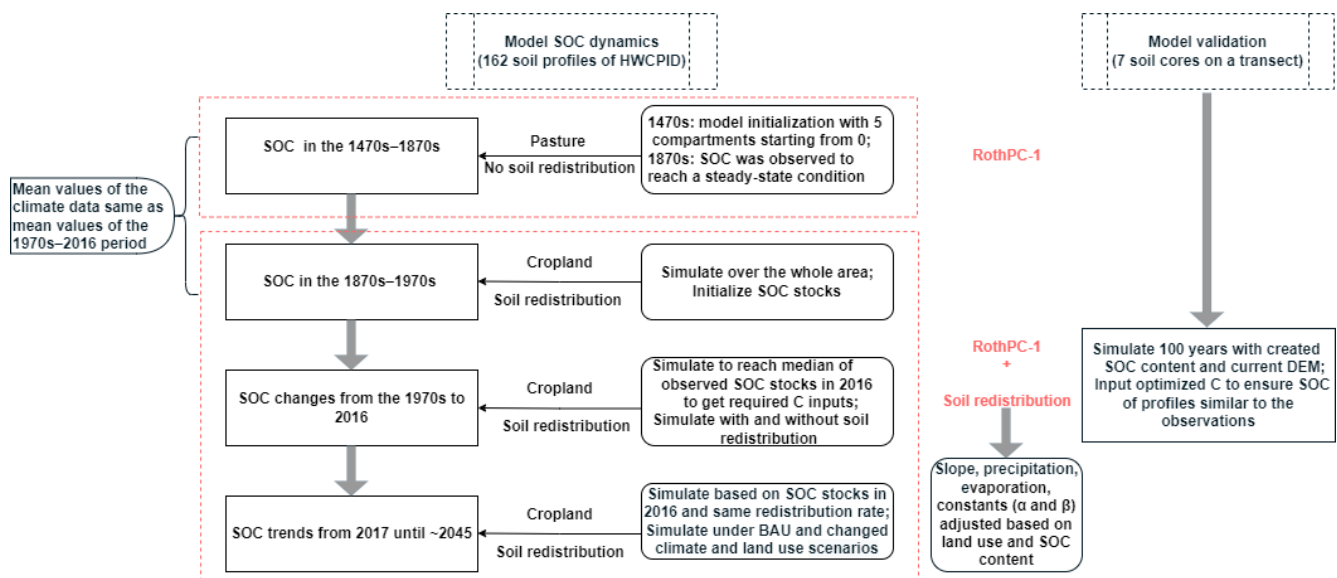 Model SOC dynamics
(162 soil profiles of HWCPID)
Model validation
(7 soil cores on a transect)
Mean values of the
climate data same as
mean values of the
1970s–2016 period
SOC in the 1470s–1870s
Pasture
No soil redistribution
1470s: model initialization with 5
compartments starting from 0;
1870s: SOC was observed to
reach a steady-state condition
RothPC-1
SOC in the 1870s–1970s
Cropland
Soil redistribution
Simulate over the whole area;
Initialize SOC stocks
SOC changes from the 1970s to
2016
Cropland
Soil redistribution
Simulate to reach median of
observed SOC stocks in 2016
to get required C inputs;
Simulate with and without soil
redistribution
RothPC-1
+
Soil redistribution
Simulate 100 years with created
SOC content and current DEM;
Input optimized C to ensure SOC
of profiles similar to the
observations
SOC trends from 2017 until ~2045
Cropland
Soil redistribution
Simulate based on SOC stocks in
2016 and same redistribution rate;
Simulate under BAU and changed
climate and land use scenarios
Slope, precipitation,
evaporation,
constants (α and β)
adjusted based on
land use and SOC
content